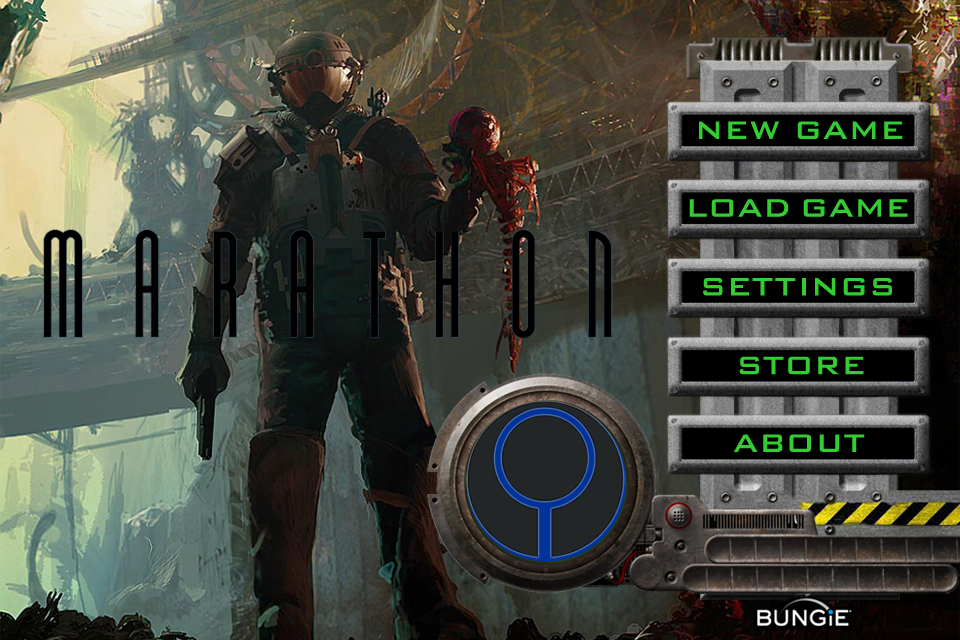 MARATHON
NEW GAME
LOAD GAME
SETTINGS
STORE
ABOUT
BUNGiE